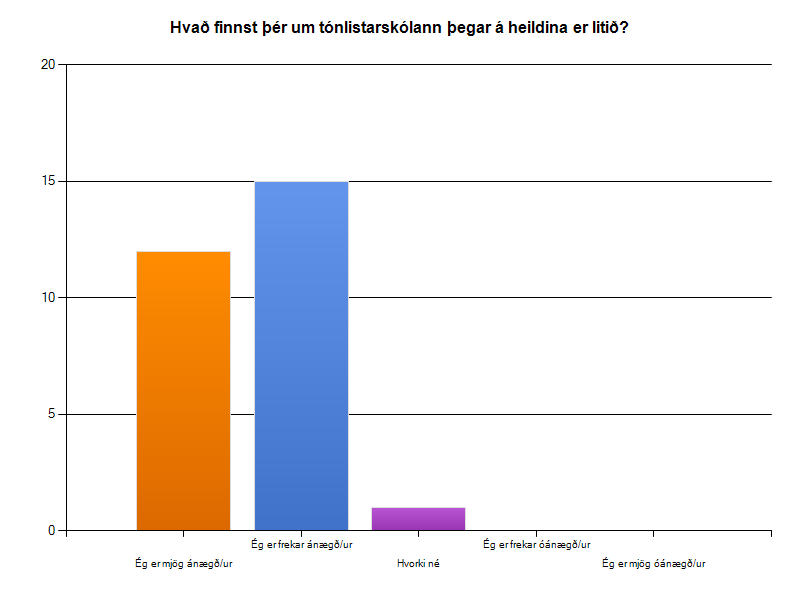 Hvað finnst þér um tónlistarskólann þegar á heildina er litið?
20
15
10
5
0
Ég er mjög ánægð/ur
Ég er frekar ánægð/ur
Hvorki né
Ég er frekar óánægð/ur
Ég er mjög óánægð/ur